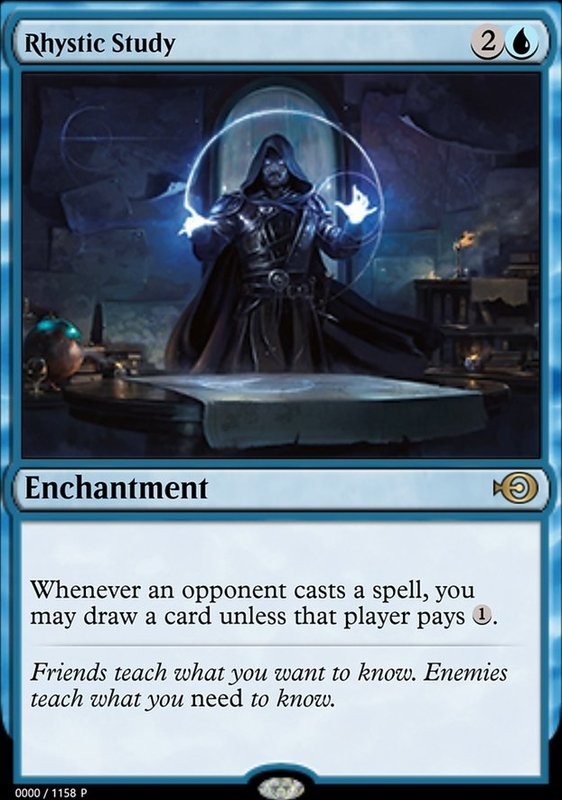 Rhystic Study 2
Enchantment
Whenever an opponent casts a spell, you
may draw a card unless that player pays 1.
Friends teach what you want to know. Enemies
teach what you need to know.
0000 / 1158 P